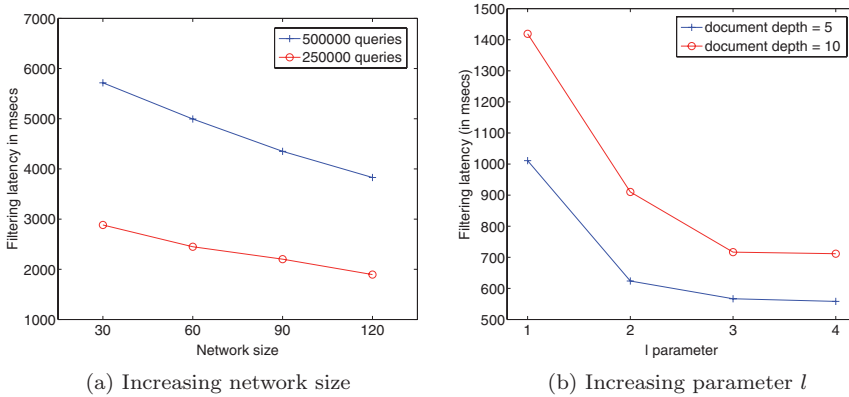 7000
6000
5000
4000
3000
2000
1000
Filtering latency in msecs
500000 queries
250000 queries
30 60 90 120
Network size
(a) Increasing network size
1500
1400
1300
1200
1100
1000
900
800
700
600
500
Filtering latency (in msecs)
document depth = 5
document depth = 10
1 2 3 4
l parameter
(b) Increasing parameter l